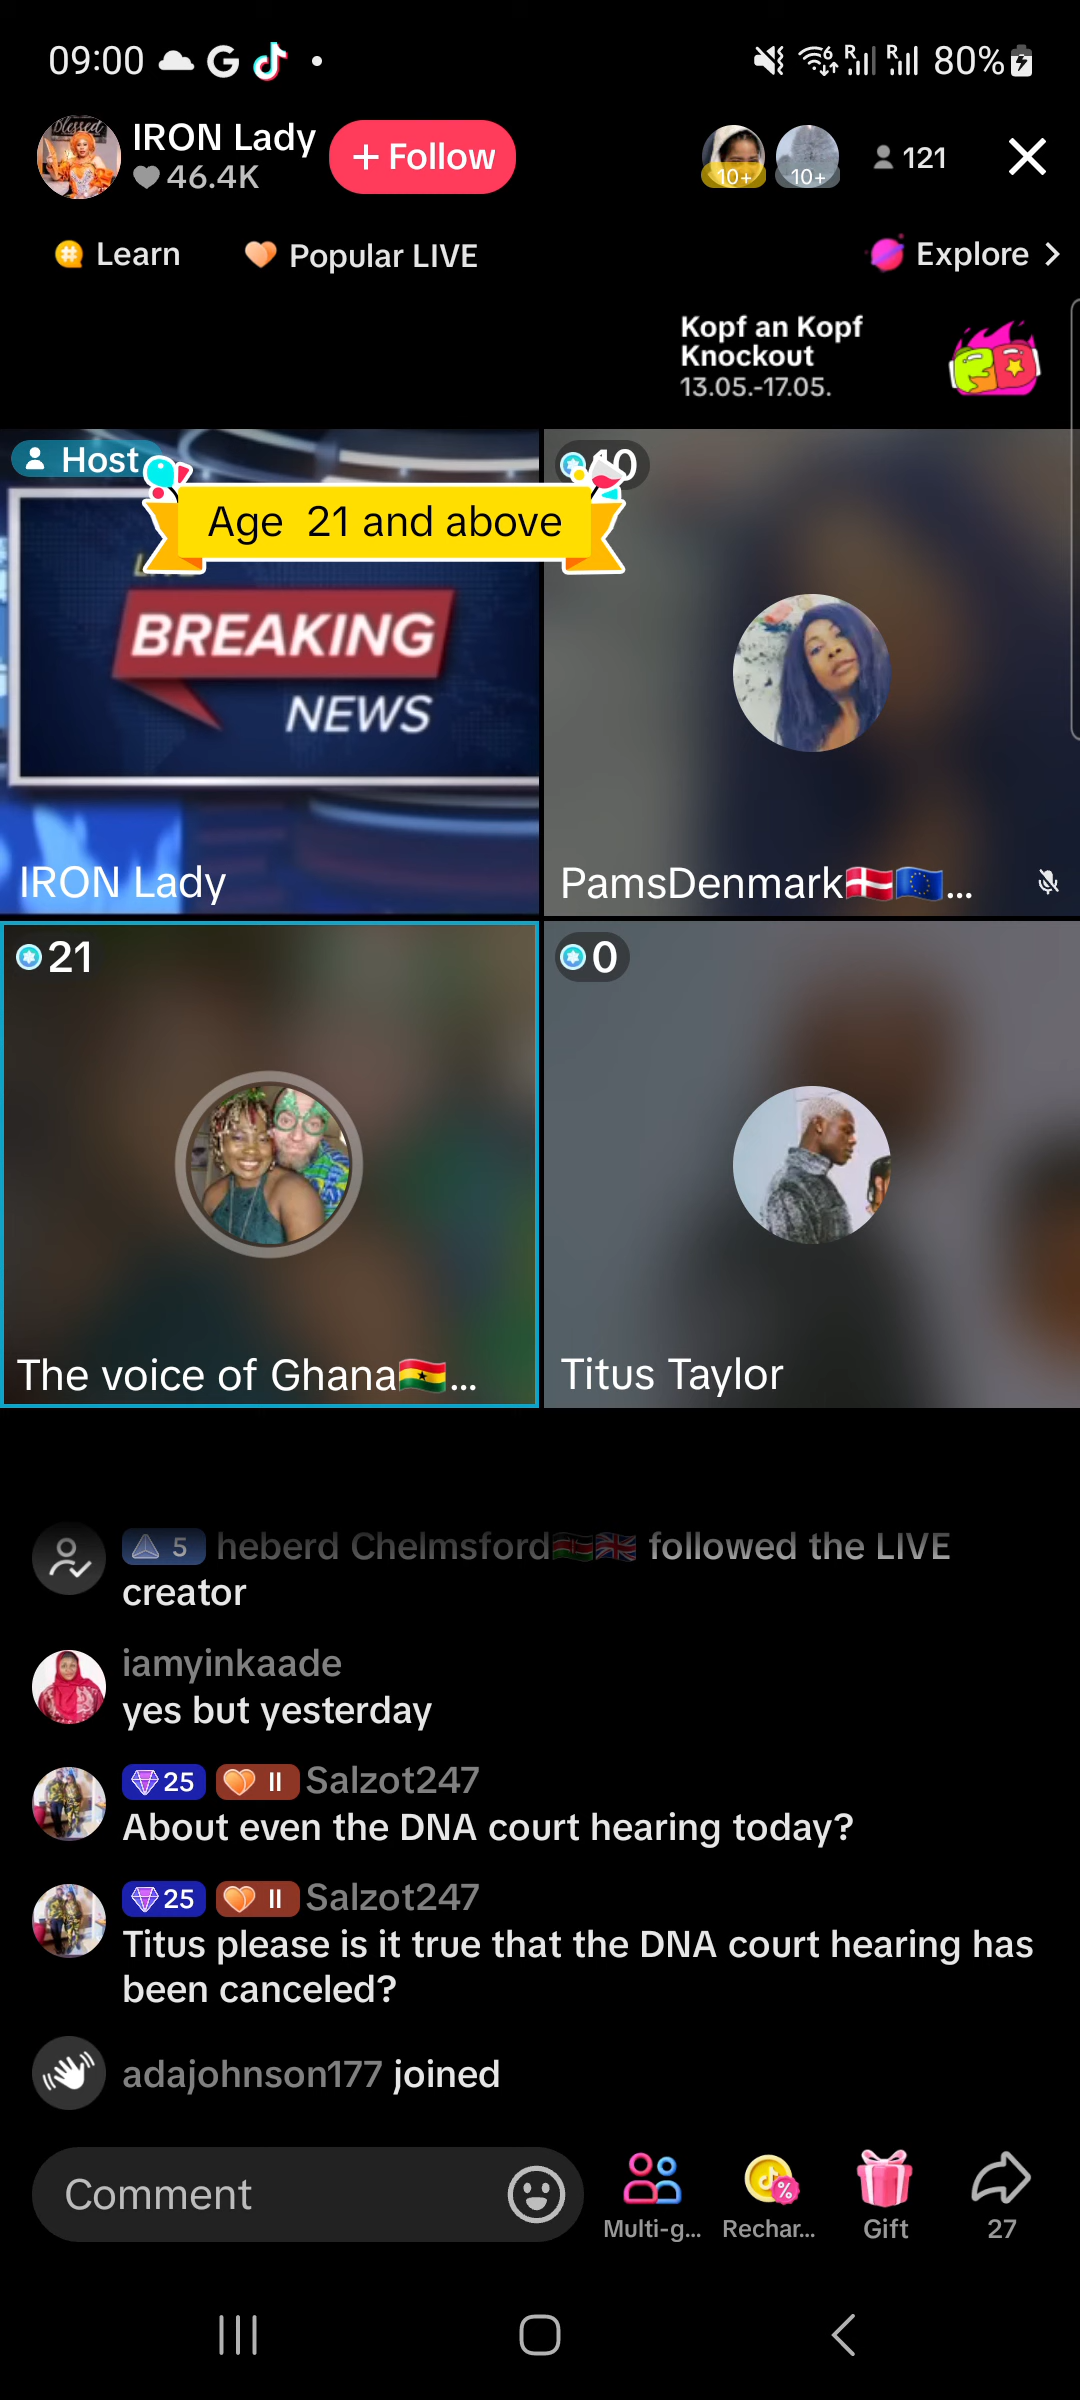 09:00
80%
Blessed
IRON Lady
46.4K
+ Follow
10+
10+
121
Learn
Popular LIVE
Explore
Kopf an Kopf
Knockout
13.05.-17.05.
Host
Age 21 and above
BREAKING
NEWS
IRON Lady
PamsDenmark🇩🇰🇪🇺...
21
The voice of Ghana🇬🇭...
0
Titus Taylor
5 heberd Chelmsford🇰🇪🇬🇧 followed the LIVE
creator
iamyinkaade
yes but yesterday
25 II Salzot247
About even the DNA court hearing today?
25 II Salzot247
Titus please is it true that the DNA court hearing has
been canceled?
adajohnson177 joined
Comment
Multi-g...
Rechar...
Gift
27